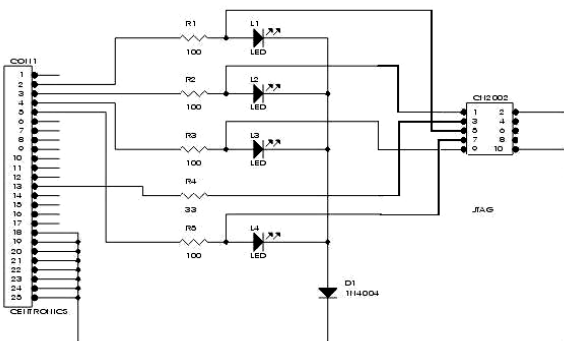 R1
100
L1
LED
CON1
1
2
3
4
5
6
7
8
9
10
11
12
13
14
15
16
17
18
19
20
21
22
23
24
25
CENTRONICS
R2
100
L2
LED
R3
100
L3
LED
R4
33
R5
100
L4
LED
D1
1N4004
CN2002
1 2
3 4
5 6
7 8
9 10
JTAG